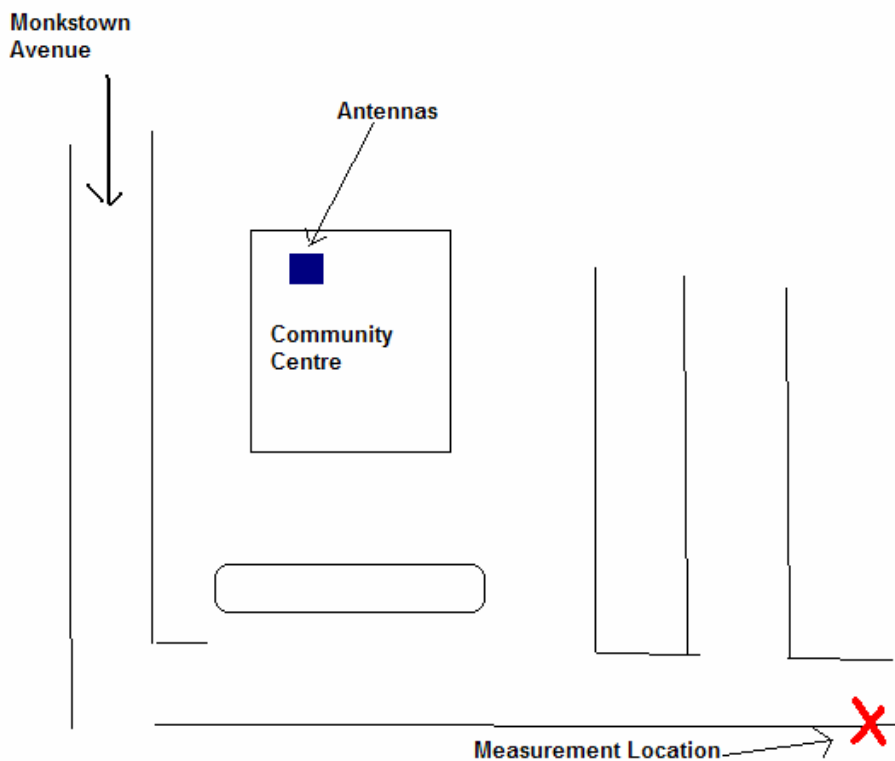 Monkstown
Avenue
Antennas
Community
Centre
Measurement Location